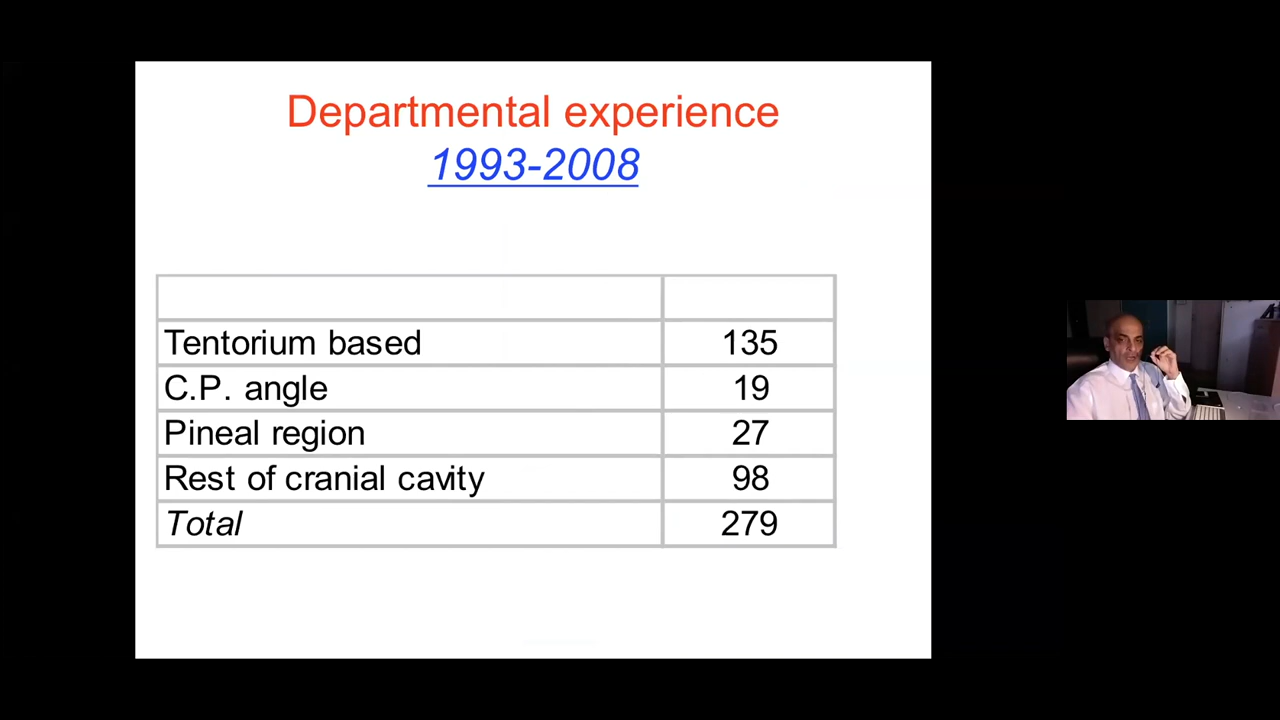 Departmental experience
1993-2008
Tentorium based 135
C.P. angle 19
Pineal region 27
Rest of cranial cavity 98
Total 279